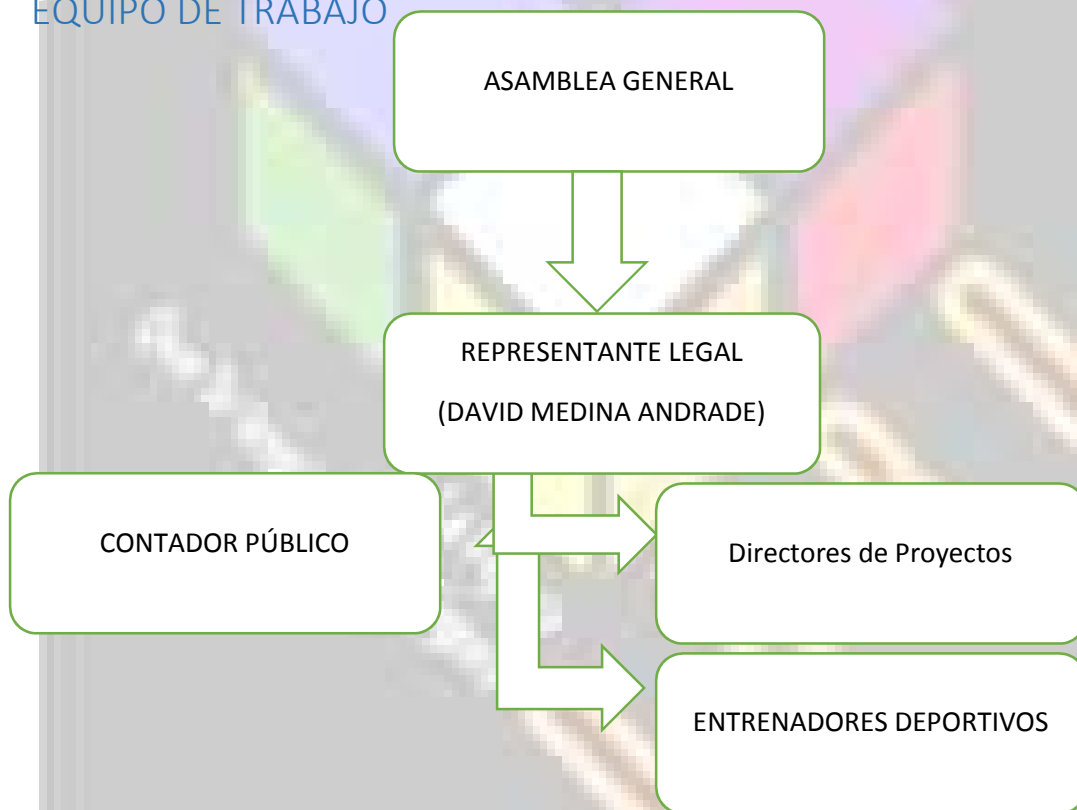 EQUIPO DE TRABAJO
ASAMBLEA GENERAL
REPRESENTANTE LEGAL
(DAVID MEDINA ANDRADE)
CONTADOR PÚBLICO
Directores de Proyectos
ENTRENADORES DEPORTIVOS